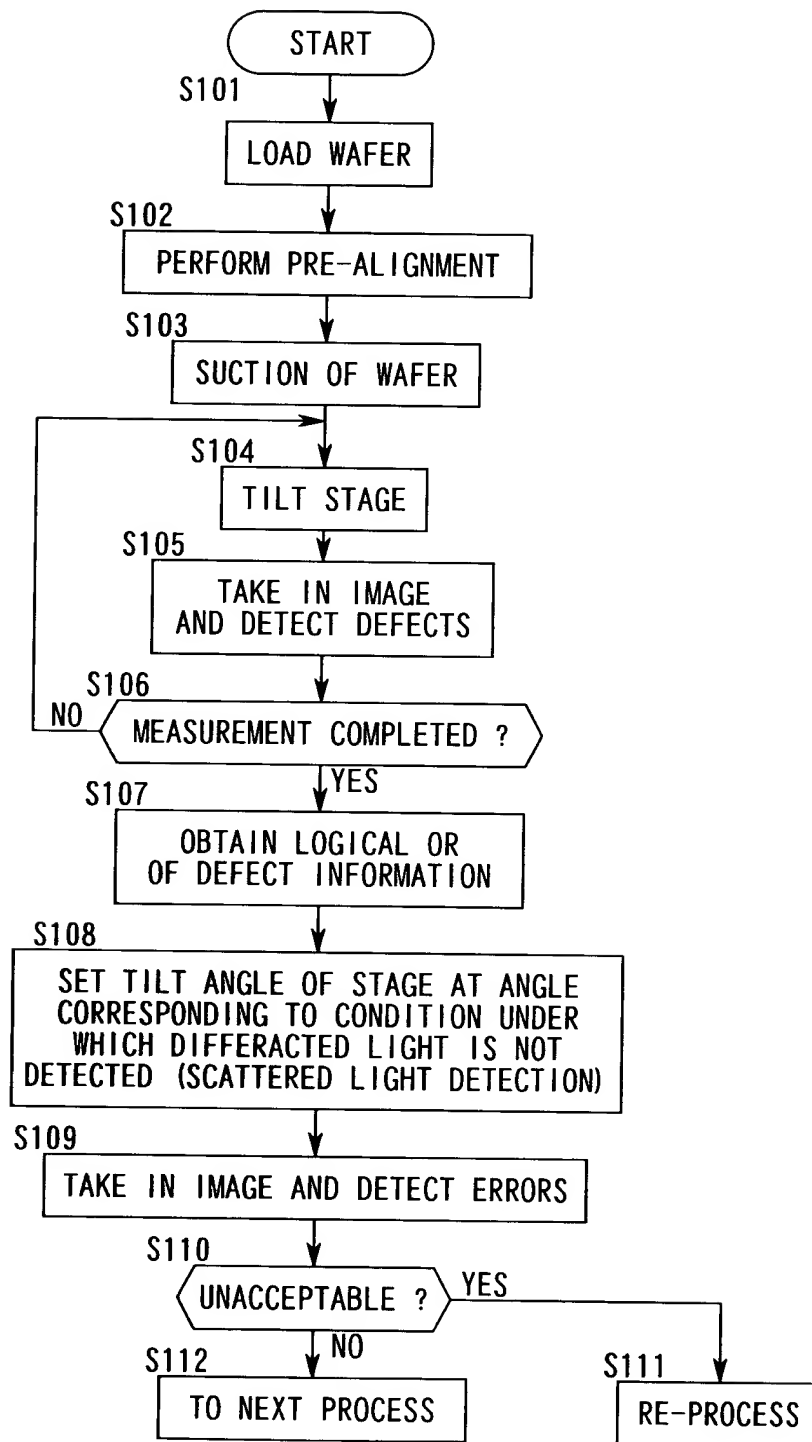 START
S101
LOAD WAFER
S102
PERFORM PRE-ALIGNMENT
S103
SUCTION OF WAFER
S104
TILT STAGE
S105
TAKE IN IMAGE
AND DETECT DEFECTS
S106
NO
MEASUREMENT COMPLETED ?
YES
S107
OBTAIN LOGICAL OR
OF DEFECT INFORMATION
S108
SET TILT ANGLE OF STAGE AT ANGLE
CORRESPONDING TO CONDITION UNDER
WHICH DIFFERACTED LIGHT IS NOT
DETECTED (SCATTERED LIGHT DETECTION)
S109
TAKE IN IMAGE AND DETECT ERRORS
S110
UNACCEPTABLE ?
YES
NO
S112
TO NEXT PROCESS
S111
RE-PROCESS